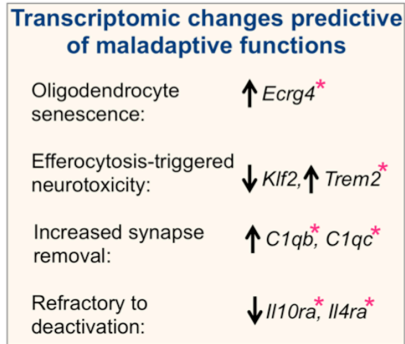 Transcriptomic changes predictive
of maladaptive functions
Oligodendrocyte
senescence:
↑ Ecrg4*
Efferocytosis-triggered
neurotoxicity:
↓ Klf2, ↑ Trem2*
Increased synapse
removal:
↑ C1qb*, C1qc*
Refractory to
deactivation:
↓ Il10ra*, Il4ra*